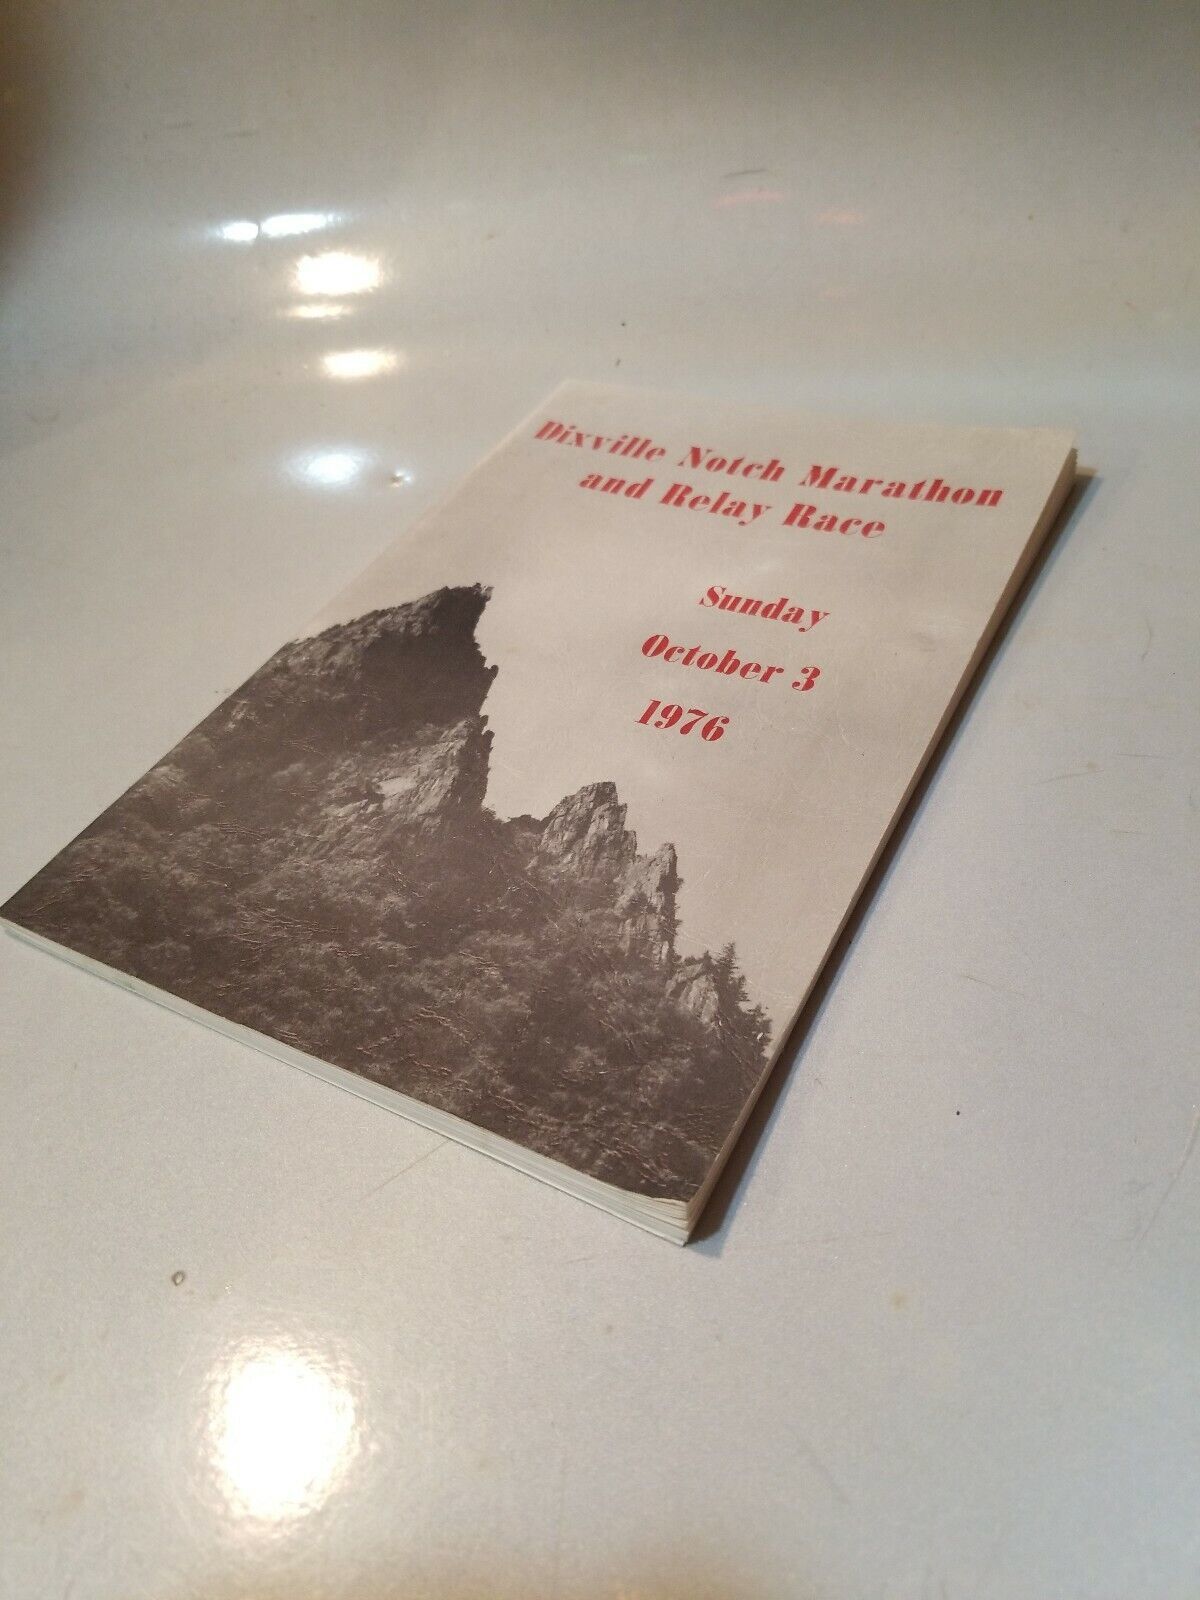 Dixville Notch Marathon
and Relay Race
Sunday
October 3
1976